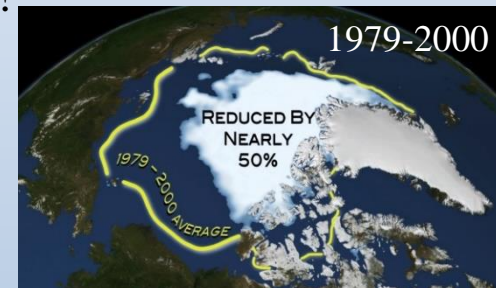 1979-2000
REDUCED BY
NEARLY
50%
1979-2000 AVERAGE